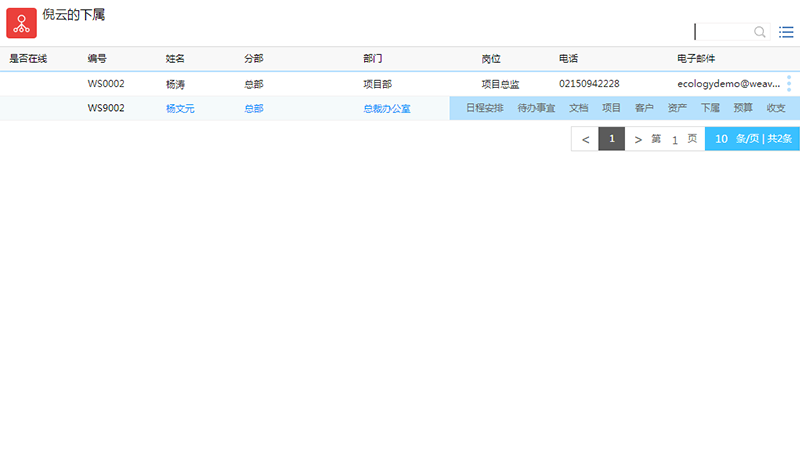 倪云的下属
是否在线 编号 姓名 分部 部门 岗位 电话 电子邮件
WS0002 杨涛 总部 项目部 项目总监 02150942228 ecologydemo@weav...
WS9002 杨文元 总部 总裁办公室 日程安排 待办事宜 文档 项目 客户 资产 下属 预算 收支
< 1 > 第 1 页 10 条/页 | 共2条